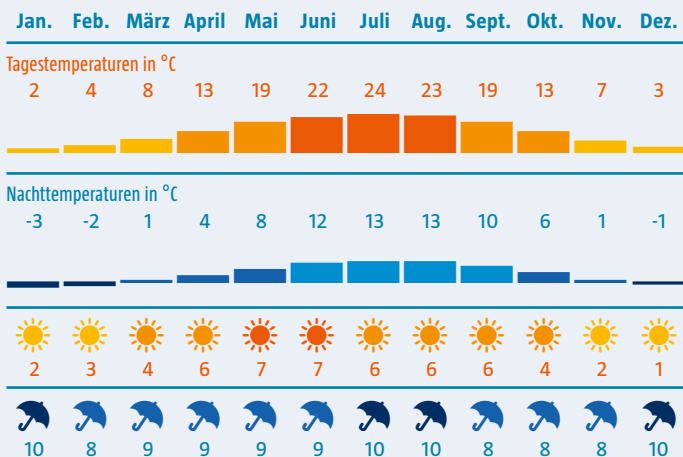 Jan. Feb. März April Mai Juni Juli Aug. Sept. Okt. Nov. Dez.
Tagestemperaturen in °C
2 4 8 13 19 22 24 23 19 13 7 3
Nachttemperaturen in °C
-3 -2 1 4 8 12 13 13 10 6 1 -1
2 3 4 6 7 7 6 6 6 4 2 1
10 8 9 9 9 9 10 10 8 8 8 10